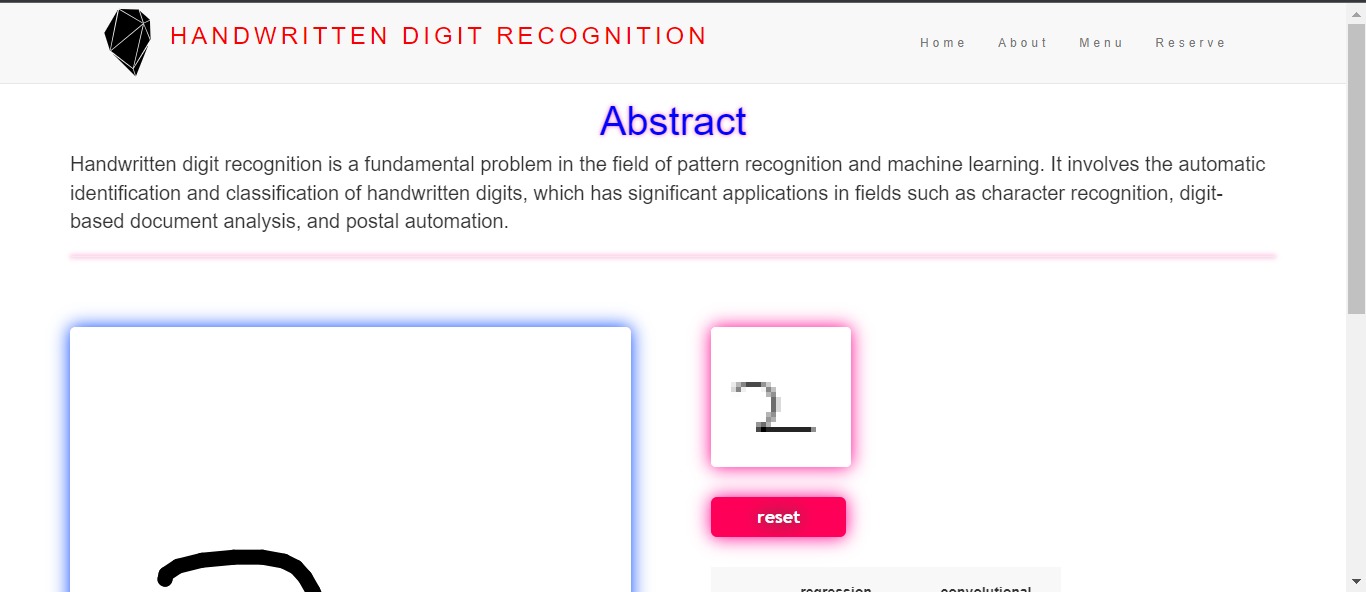 HANDWRITTEN DIGIT RECOGNITION
Home About Menu Reserve
Abstract
Handwritten digit recognition is a fundamental problem in the field of pattern recognition and machine learning. It involves the automatic
identification and classification of handwritten digits, which has significant applications in fields such as character recognition, digit-
based document analysis, and postal automation.
2
reset
regression convolutional